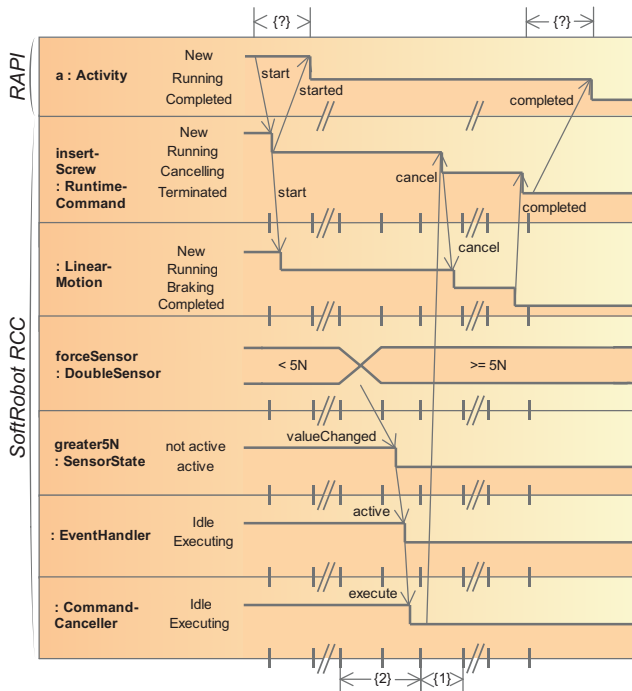 {?}
{?}
RAPI
a : Activity
New
Running
Completed
start
started
completed
SoftRobot RCC
insert-
Screw
: Runtime-
Command
New
Running
Cancelling
Terminated
start
cancel
completed
: Linear-
Motion
New
Running
Braking
Completed
cancel
forceSensor
: DoubleSensor
< 5N
>= 5N
greater5N
: SensorState
not active
active
valueChanged
: EventHandler
Idle
Executing
active
: Command-
Canceller
Idle
Executing
execute
{2}
{1}